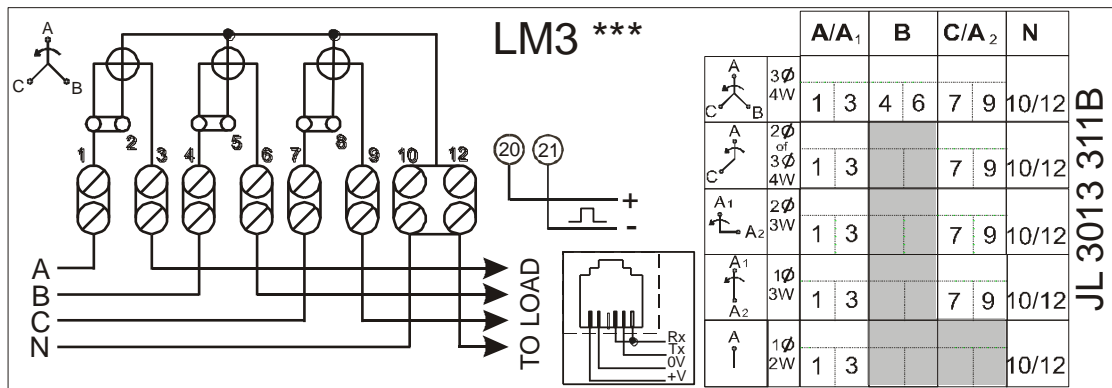 LM3 ***
A
C B
2 5 8
1 3 4 6 7 9 10 12
20 21
+
-
A
B
C
N
TO LOAD
Rx
Tx
0V
+V
A/A₁ B C/A₂ N
A
C B
3Ø
4W
1 3 4 6 7 9 10/12
A
C
2Ø
of
3Ø
4W
1 3 7 9 10/12
A1
A2
2Ø
3W
1 3 7 9 10/12
A1
A2
1Ø
3W
1 3 7 9 10/12
A
1Ø
2W
1 3 10/12
JL 3013 311B